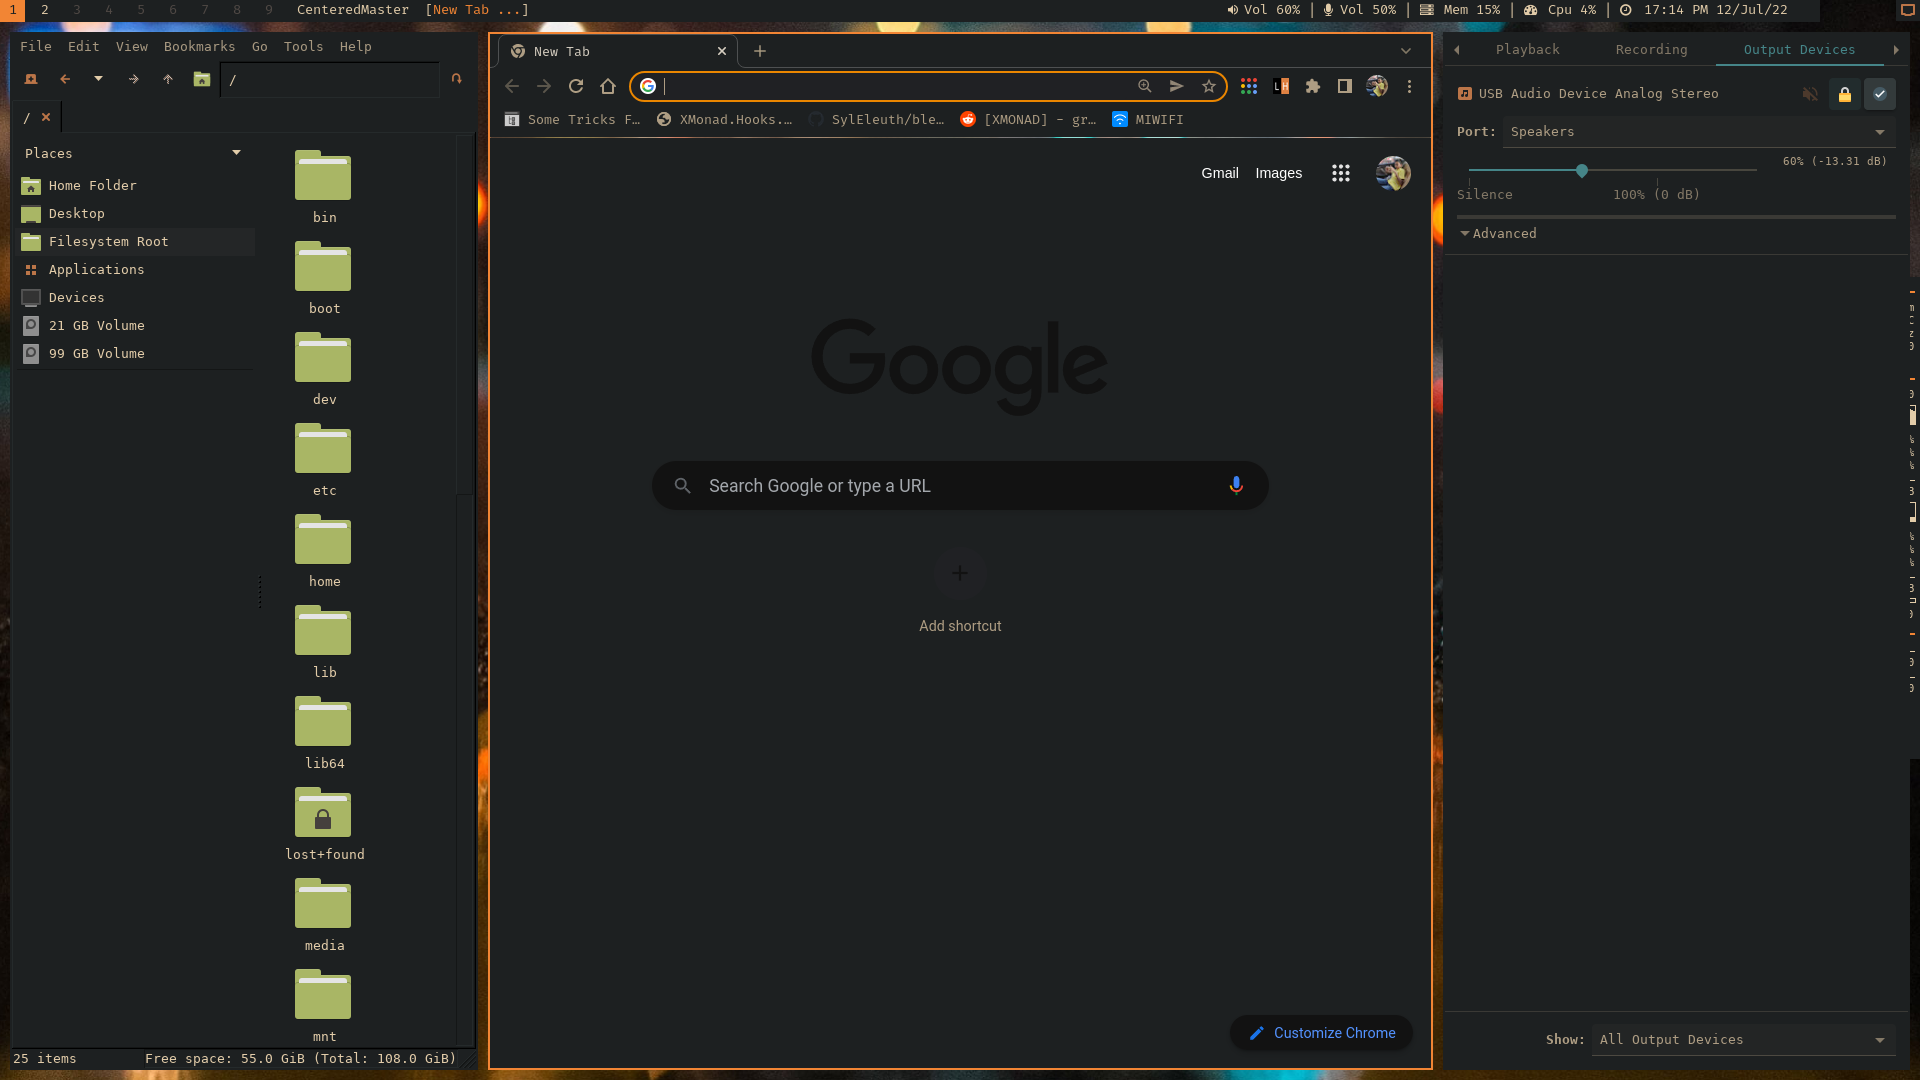 1 2 3 4 5 6 7 8 9 CenteredMaster [New Tab ...] Vol 60% | Vol 50% | Mem 15% | Cpu 4% | 17:14 PM 12/Jul/22
File Edit View Bookmarks Go Tools Help
/
/
Places
Home Folder
Desktop
Filesystem Root
Applications
Devices
21 GB Volume
99 GB Volume
bin
boot
dev
etc
home
lib
lib64
lost+found
media
mnt
25 items Free space: 55.0 GiB (Total: 108.0 GiB)
New Tab
Some Tricks F... XMonad.Hooks.... SylEleuth/ble... [XMONAD] - gr... MIWIFI
Gmail Images
Google
Search Google or type a URL
Add shortcut
Customize Chrome
Playback Recording Output Devices
USB Audio Device Analog Stereo
Port: Speakers
60% (-13.31 dB)
Silence 100% (0 dB)
Advanced
Show: All Output Devices